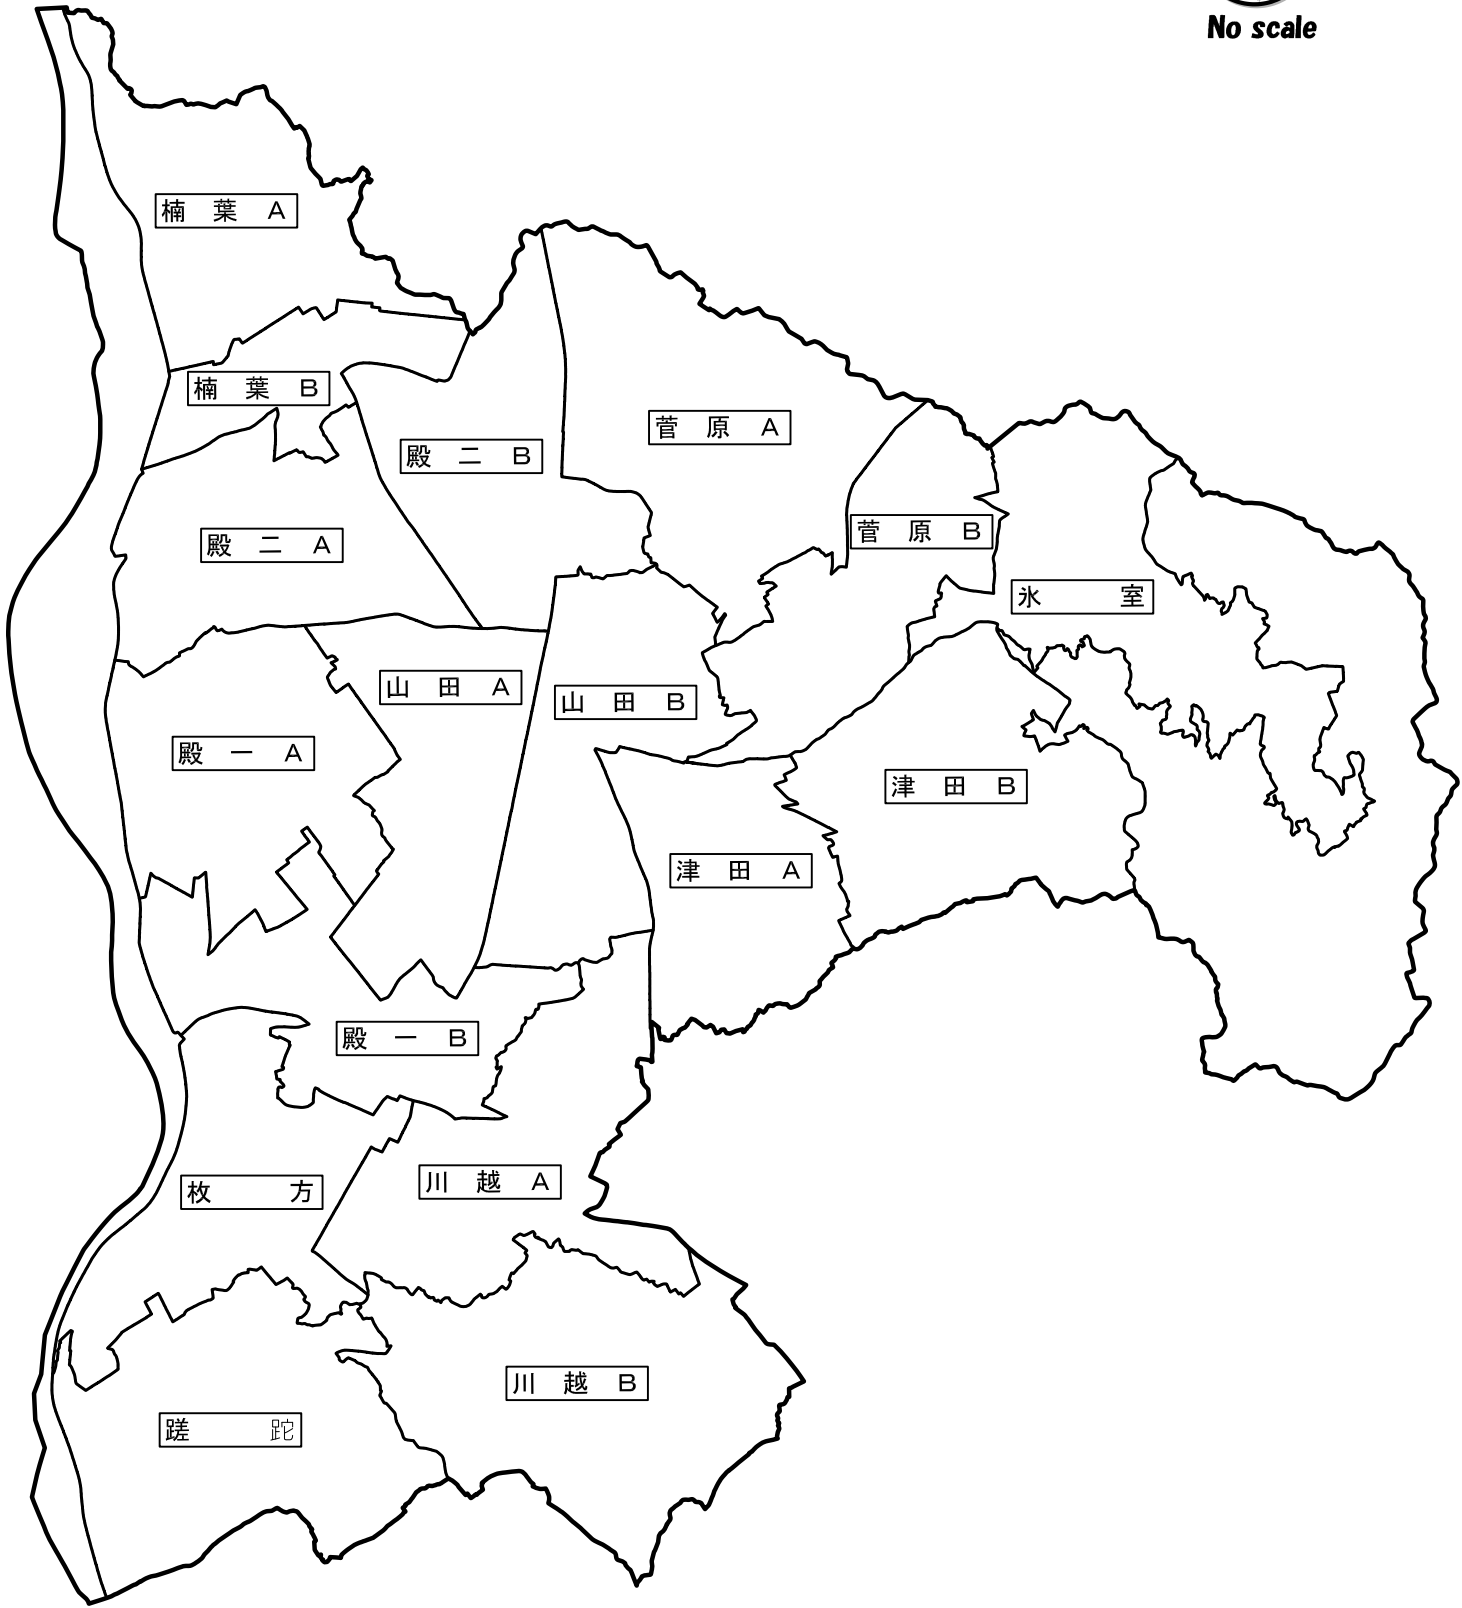 No scale
楠 葉 A
楠 葉 B
菅 原 A
殿 二 B
菅 原 B
殿 二 A
氷 室
山 田 A
山 田 B
殿 一 A
津 田 B
津 田 A
殿 一 B
川 越 A
枚 方
川 越 B
蹉 跎